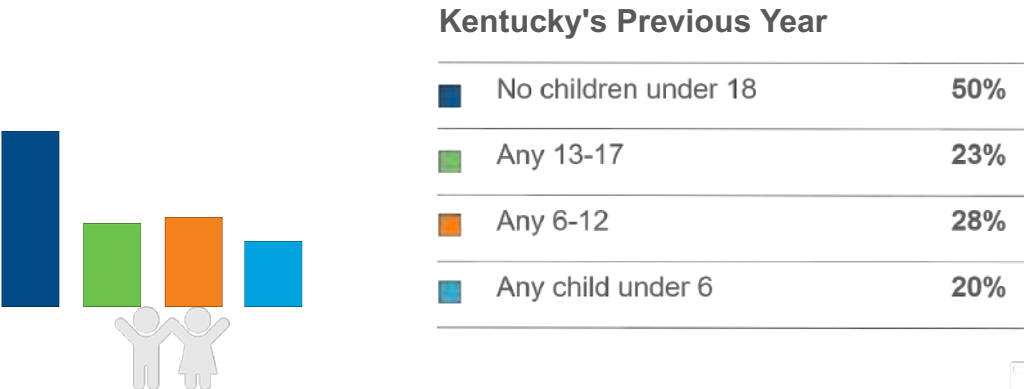 Kentucky's Previous Year
No children under 18 50%
Any 13-17 23%
Any 6-12 28%
Any child under 6 20%